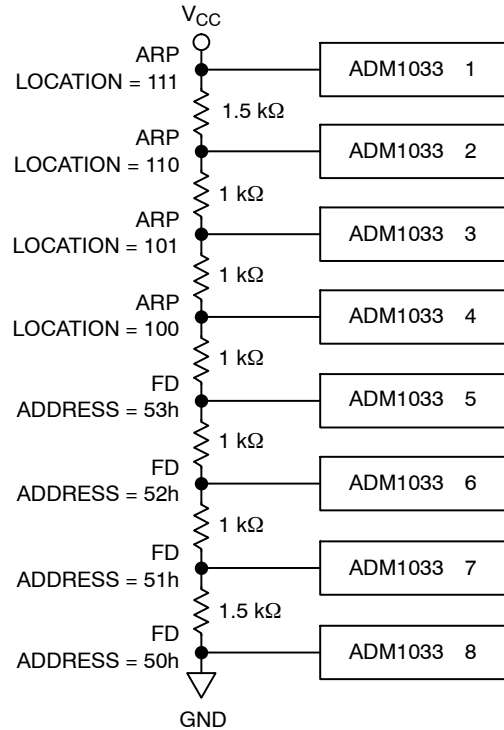 VCC
ARP
LOCATION = 111
ADM1033 1
1.5 kΩ
ARP
LOCATION = 110
ADM1033 2
1 kΩ
ARP
LOCATION = 101
ADM1033 3
1 kΩ
ARP
LOCATION = 100
ADM1033 4
1 kΩ
FD
ADDRESS = 53h
ADM1033 5
1 kΩ
FD
ADDRESS = 52h
ADM1033 6
1 kΩ
FD
ADDRESS = 51h
ADM1033 7
1.5 kΩ
FD
ADDRESS = 50h
ADM1033 8
GND